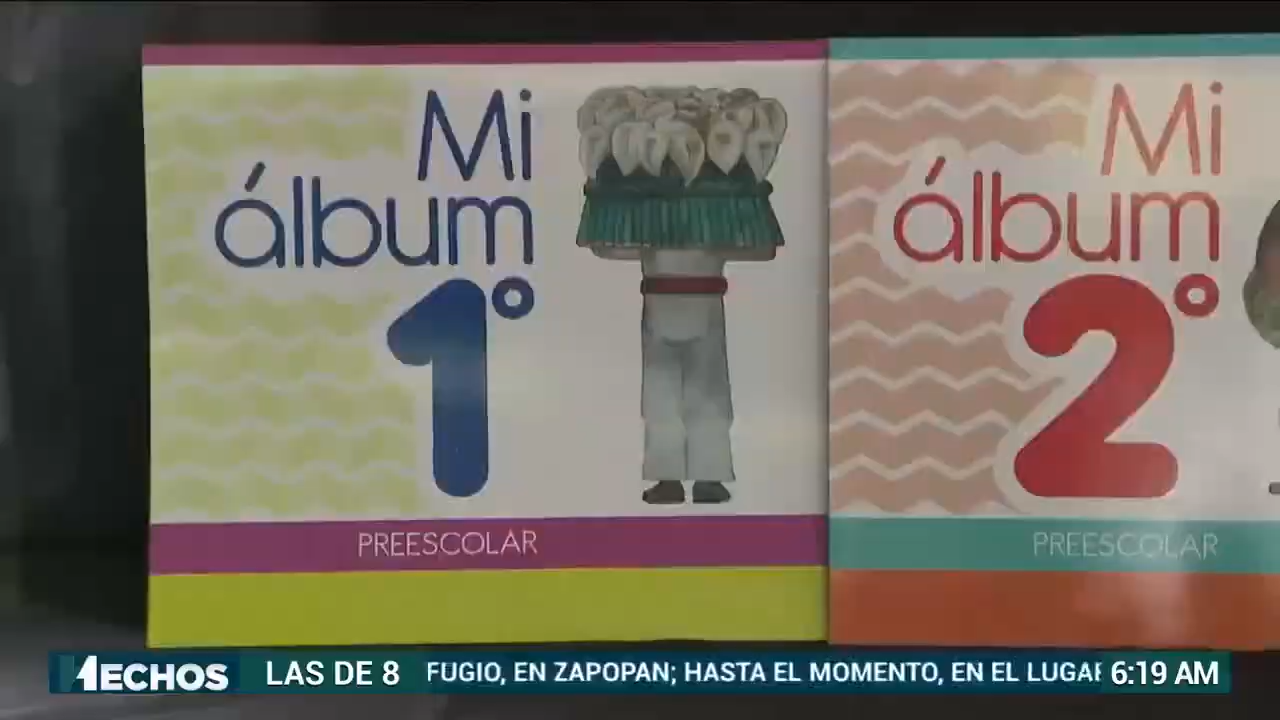 Mi
álbum
1°
PREESCOLAR
Mi
álbum
2°
PREESCOLAR
HECHOS LAS DE 8 FUGIO, EN ZAPOPAN; HASTA EL MOMENTO, EN EL LUGAR 6:19 AM